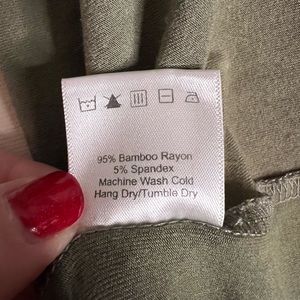 95% Bamboo Rayon
5% Spandex
Machine Wash Cold
Hang Dry/Tumble Dry